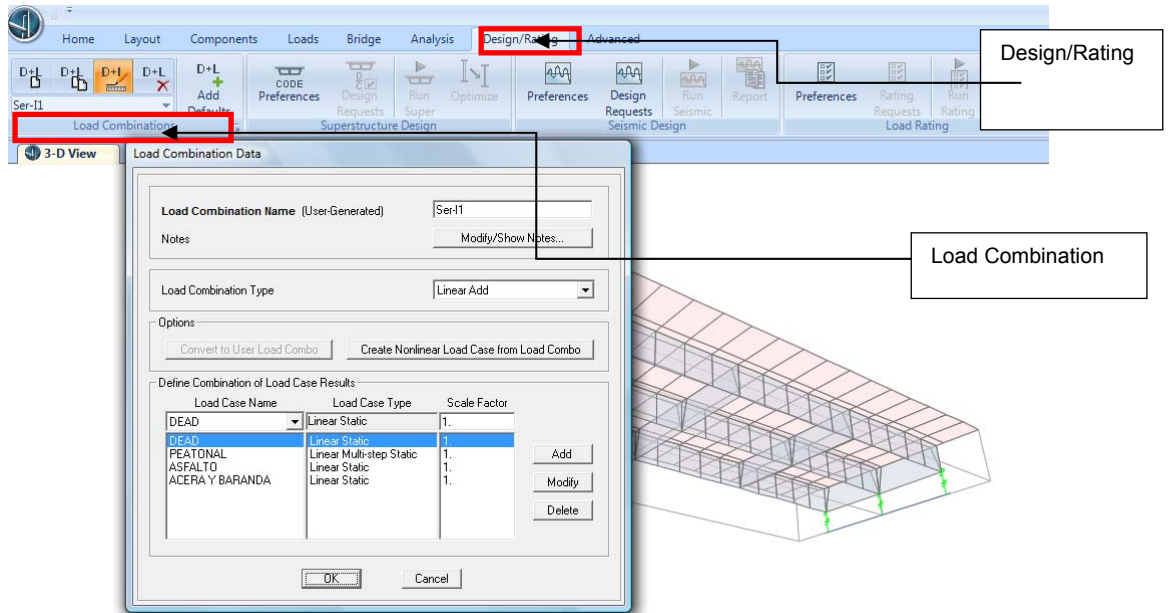 Home Layout Components Loads Bridge Analysis Design/Rating Advanced
Design/Rating
D+L D+L D+L D+L D+L
Add Defaults
CODE Preferences
Design Requests
Run Super
Optimize
Preferences
Design Requests
Run Seismic
Report
Preferences
Rating Requests
Run Rating
Ser-I1
Load Combinations Superstructure Design Seismic Design Load Rating
3-D View
Load Combination Data
Load Combination Name (User-Generated) Ser-I1
Notes Modify/Show Notes...
Load Combination
Load Combination Type Linear Add
Options
Convert to User Load Combo Create Nonlinear Load Case from Load Combo
Define Combination of Load Case Results
Load Case Name Load Case Type Scale Factor
DEAD Linear Static 1.
DEAD Linear Static 1.
PEATONAL Linear Multi-step Static 1.
ASFALTO Linear Static 1.
ACERA Y BARANDA Linear Static 1.
Add
Modify
Delete
OK Cancel